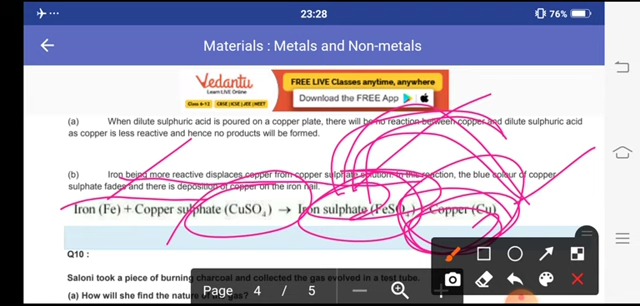 23:28
76%
Materials : Metals and Non-metals
Vedantu
Learn LIVE Online
Class 6-12 CBSE | ICSE | JEE | NEET
FREE LIVE Classes anytime, anywhere
Download the FREE App
(a) When dilute sulphuric acid is poured on a copper plate, there will be no reaction between copper and dilute sulphuric acid
as copper is less reactive and hence no products will be formed.
(b) Iron being more reactive displaces copper from copper sulphate solution. In this reaction, the blue colour of copper
sulphate fades and there is deposition of copper on the iron nail.
Iron (Fe) + Copper sulphate (CuSO₄) → Iron sulphate (FeSO₄) + Copper (Cu)
Q10 :
Saloni took a piece of burning charcoal and collected the gas evolved in a test tube.
(a) How will she find the nature of gas?
Page 4 / 5